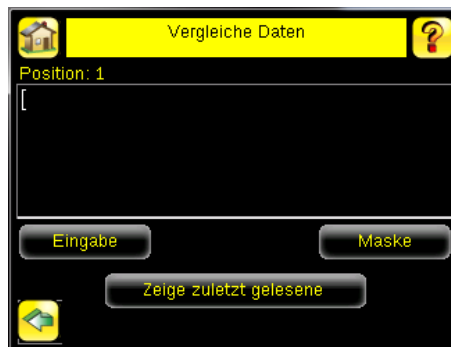 Vergleiche Daten
?
Position: 1
[
Eingabe
Maske
Zeige zuletzt gelesene